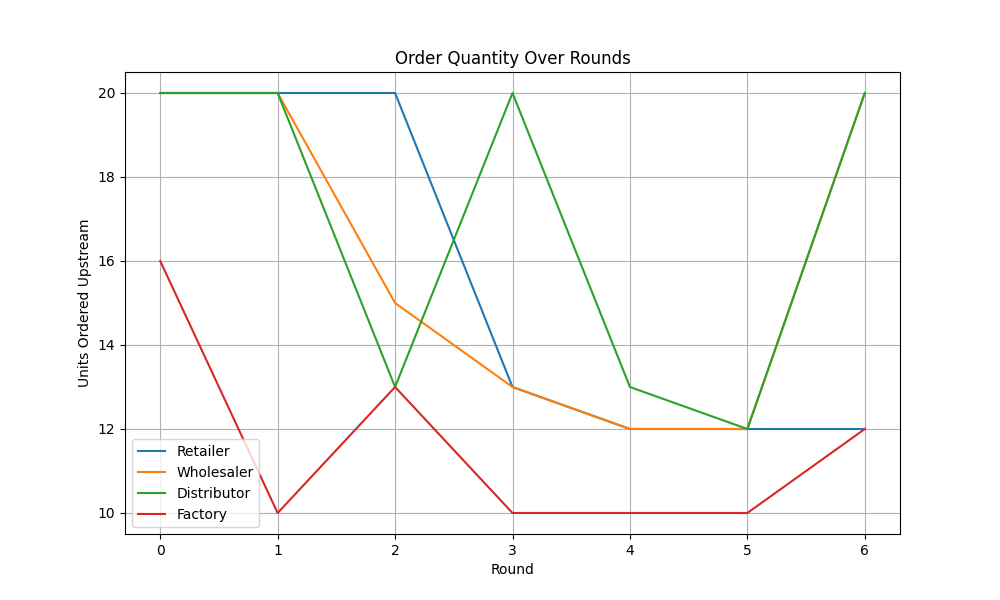 Order Quantity Over Rounds
Units Ordered Upstream
20
18
16
14
12
10
Retailer
Wholesaler
Distributor
Factory
0 1 2 3 4 5 6
Round